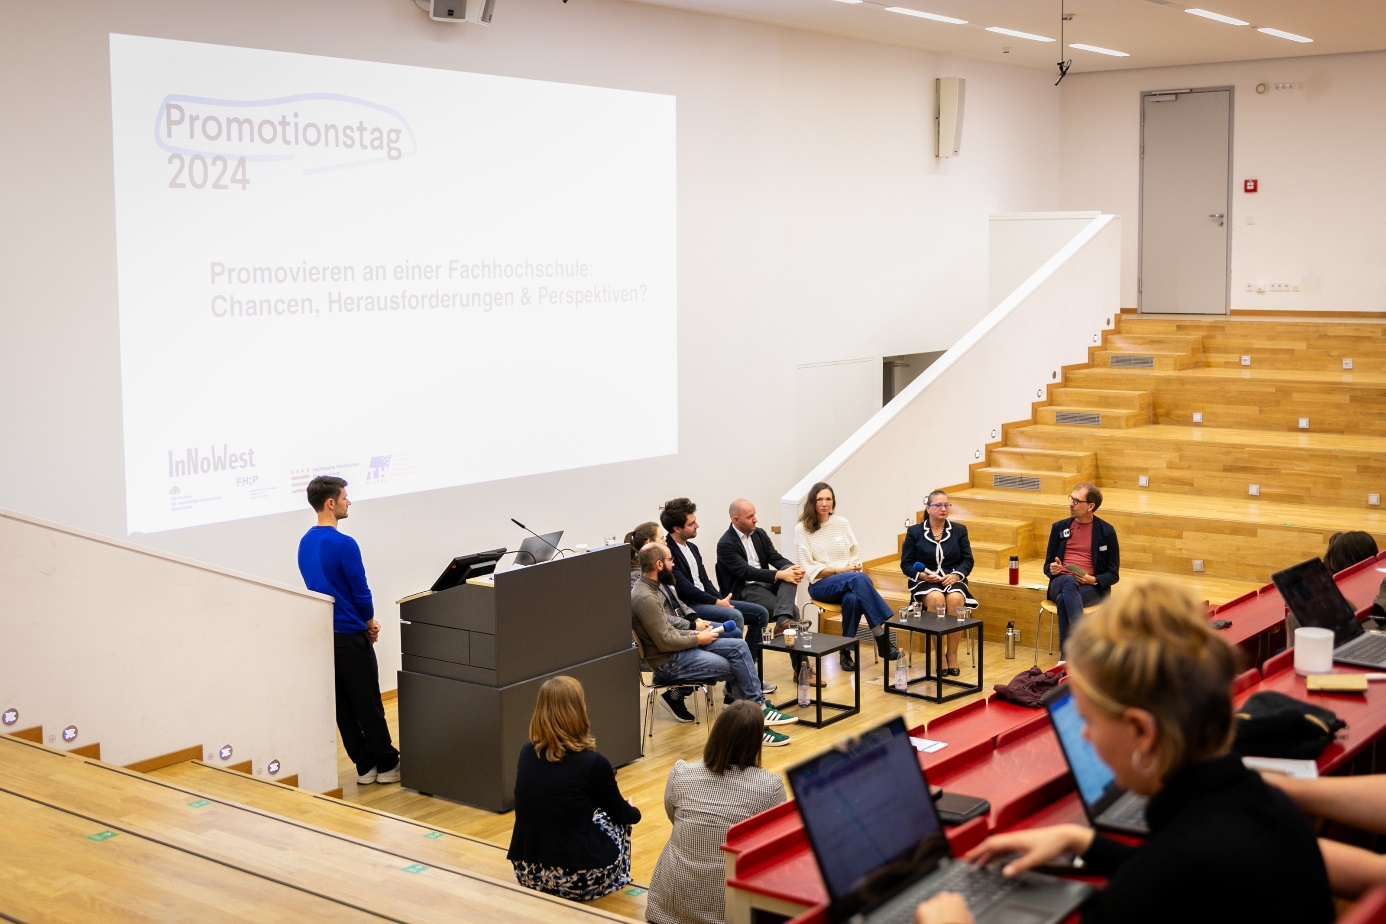 Promotionstag
2024
Promovieren an einer Fachhochschule:
Chancen, Herausforderungen & Perspektiven?
InNoWest
FH;P